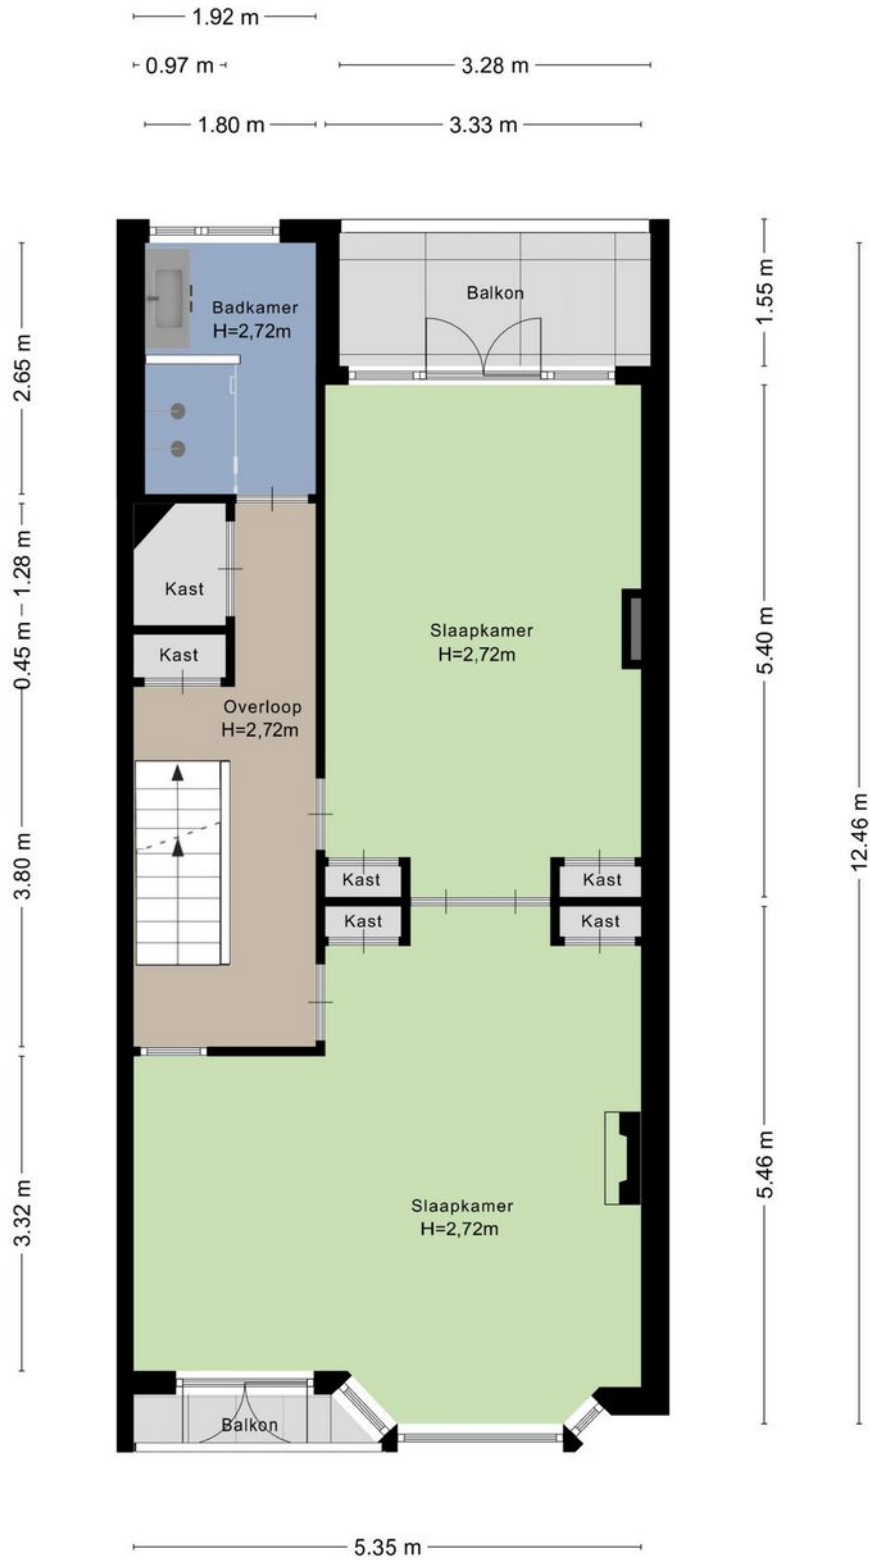 1.92 m
0.97 m
3.28 m
1.80 m
3.33 m
Badkamer
H=2,72m
Balkon
1.55 m
2.65 m
1.28 m
Kast
0.45 m
Kast
Slaapkamer
H=2,72m
5.40 m
Overloop
H=2,72m
12.46 m
3.80 m
Kast
Kast
Kast
Kast
5.46 m
3.32 m
Slaapkamer
H=2,72m
Balkon
5.35 m